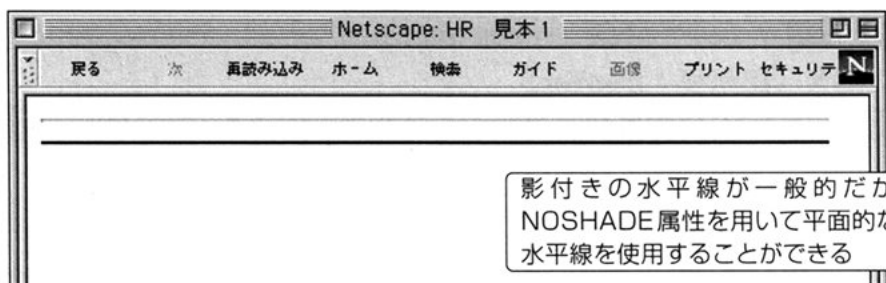 Netscape: HR 見本1
戻る 次 再読み込み ホーム 検索 ガイド 画像 プリント セキュリテ N
影付きの水平線が一般的だが
NOSHADE属性を用いて平面的な
水平線を使用することができる